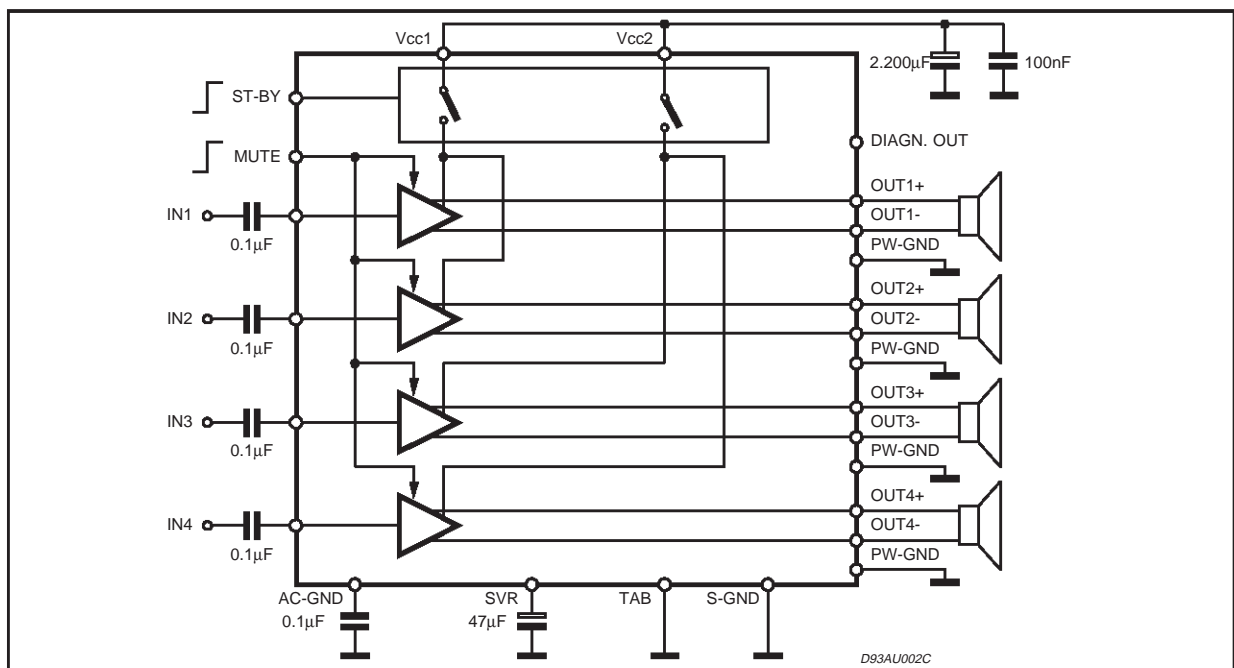 Vcc1
Vcc2
2.200µF
100nF
ST-BY
MUTE
DIAGN. OUT
IN1
0.1µF
OUT1+
OUT1-
PW-GND
IN2
0.1µF
OUT2+
OUT2-
PW-GND
IN3
0.1µF
OUT3+
OUT3-
PW-GND
IN4
0.1µF
OUT4+
OUT4-
PW-GND
AC-GND
0.1µF
SVR
47µF
TAB
S-GND
D93AU002C